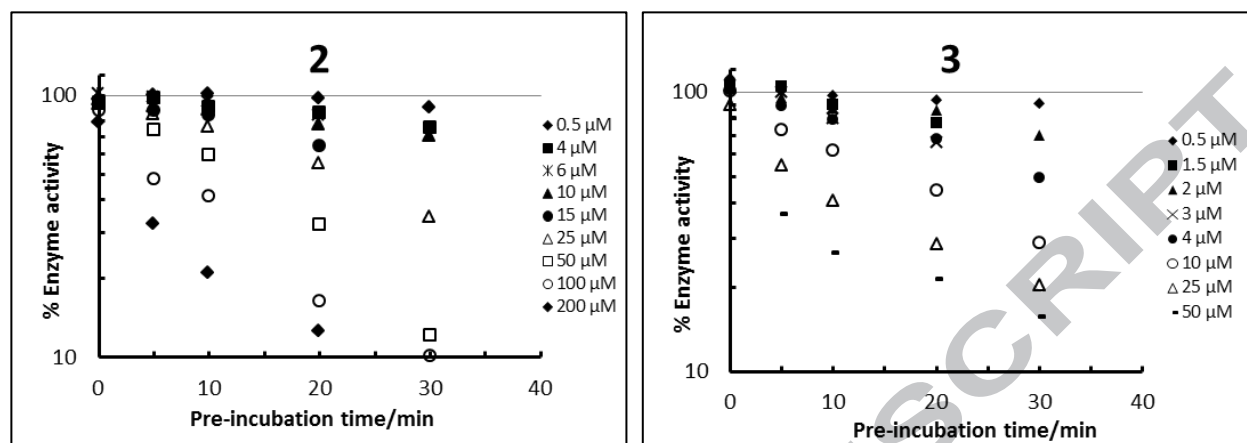 2
100
10
% Enzyme activity
0 10 20 30 40
Pre-incubation time/min
0.5 µM
4 µM
6 µM
10 µM
15 µM
25 µM
50 µM
100 µM
200 µM
3
100
10
% Enzyme activity
0 10 20 30 40
Pre-incubation time/min
0.5 µM
1.5 µM
2 µM
3 µM
4 µM
10 µM
25 µM
50 µM
SCRIPT